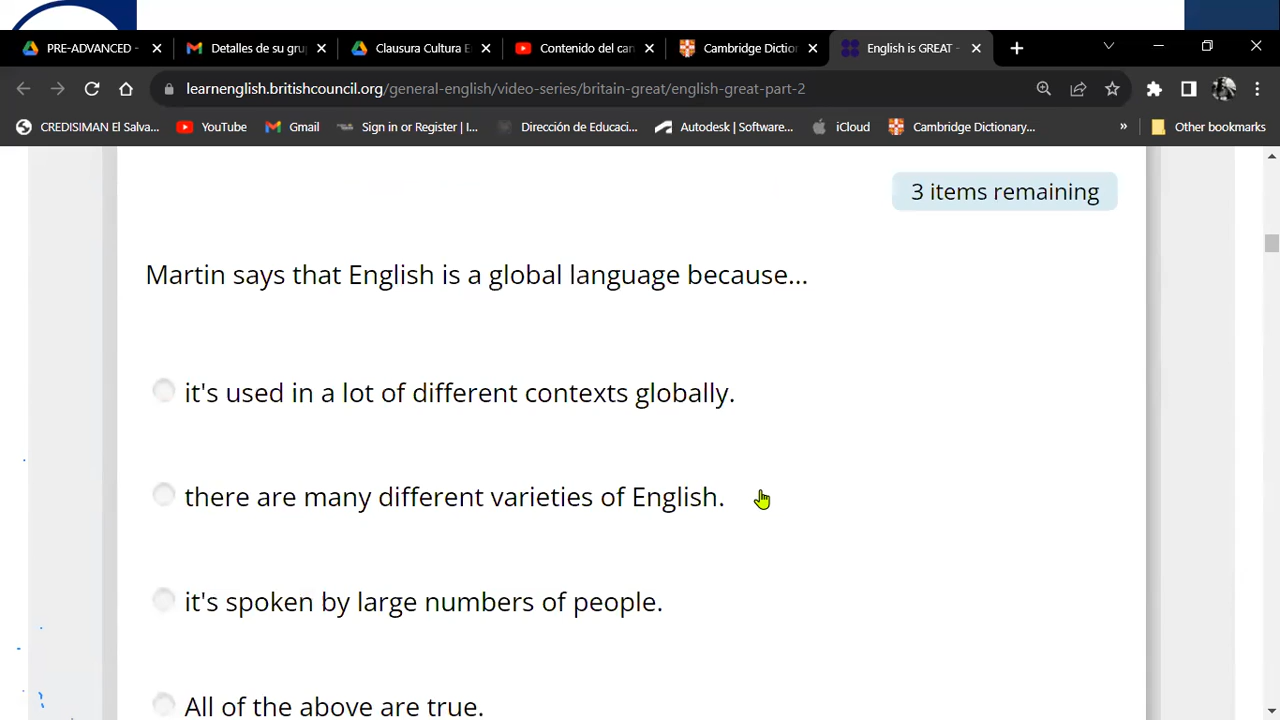 PRE-ADVANCED -
Detalles de su gru
Clausura Cultura E
Contenido del can
Cambridge Dictio
English is GREAT -
learnenglish.britishcouncil.org/general-english/video-series/britain-great/english-great-part-2
CREDISIMAN El Salva...
YouTube
Gmail
Sign in or Register | I...
Dirección de Educaci...
Autodesk | Software...
iCloud
Cambridge Dictionary...
»
Other bookmarks
3 items remaining
Martin says that English is a global language because...
it's used in a lot of different contexts globally.
there are many different varieties of English.
it's spoken by large numbers of people.
All of the above are true.